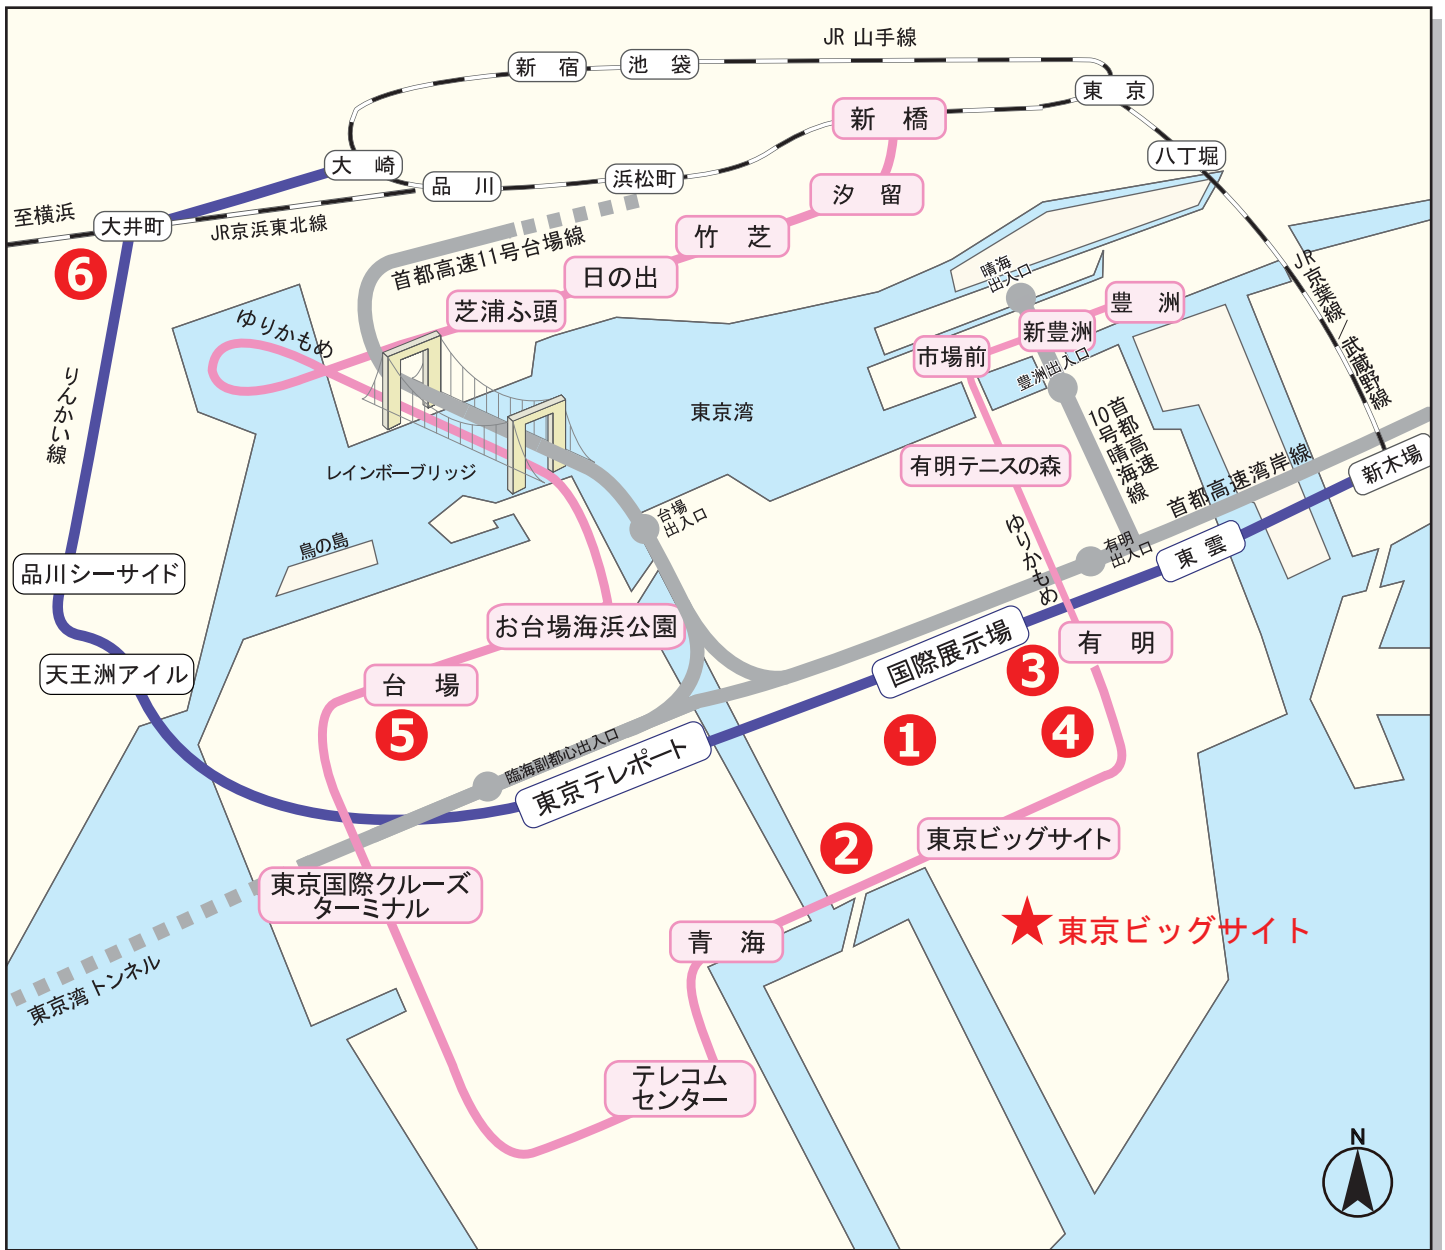 JR 山手線
新宿
池袋
東京
新橋
八丁堀
大崎
品川
浜松町
汐留
至横浜
大井町
JR京浜東北線
竹芝
首都高速11号台場線
6
日の出
晴海
出入口
JR京葉線/武蔵野線
芝浦ふ頭
豊洲
新豊洲
市場前
ゆりかもめ
豊洲出入口
りんかい線
東京湾
首都高速
10号晴海線
レインボーブリッジ
有明テニスの森
首都高速湾岸線
新木場
台場
出入口
鳥の島
ゆりかもめ
有明
出入口
東雲
品川シーサイド
お台場海浜公園
国際展示場
有明
天王洲アイル
台場
3
5
1
4
臨海副都心出入口
東京テレポート
2
東京ビッグサイト
東京国際クルーズ
ターミナル
青海
東京ビッグサイト
東京湾トンネル
テレコム
センター
N